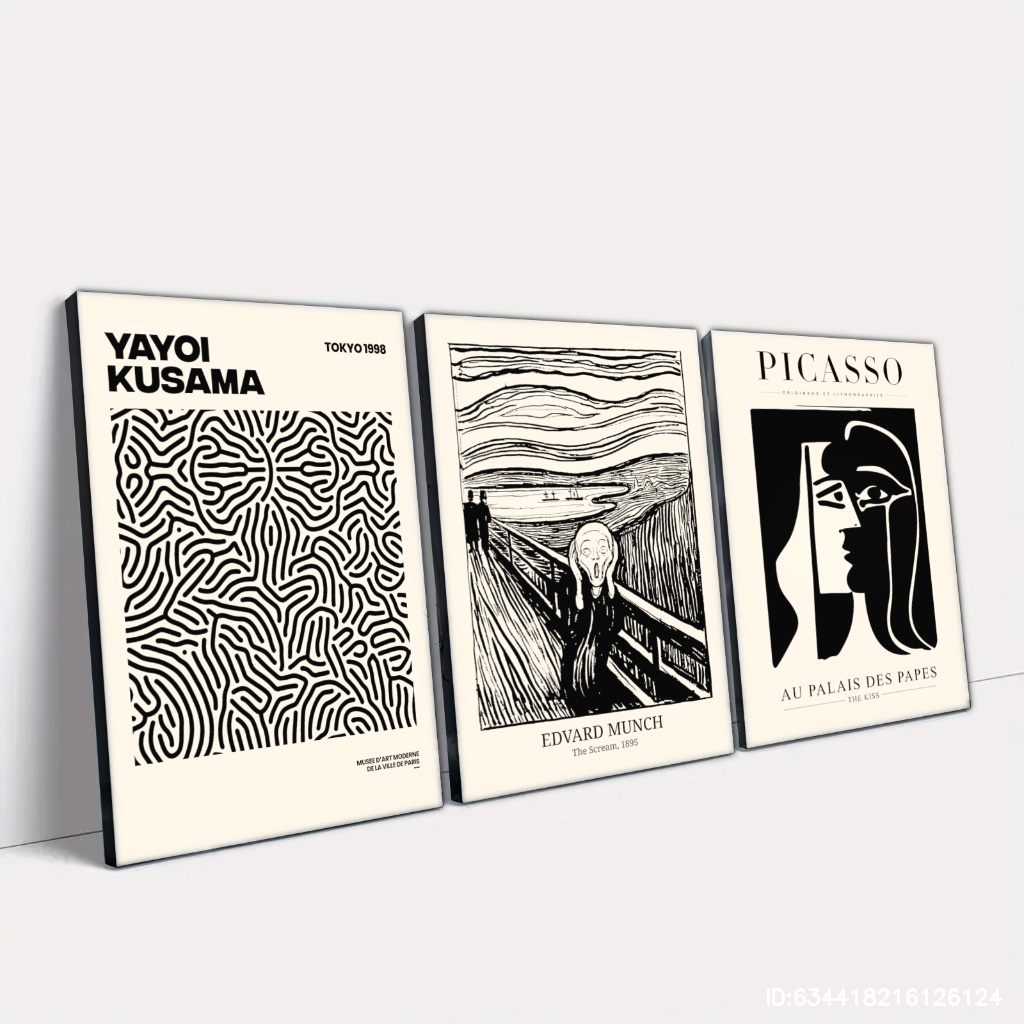 YAYOI
KUSAMA
TOKYO 1998
MUSEE D'ART MODERNE
DE LA VILLE DE PARIS
EDVARD MUNCH
The Scream, 1895
PICASSO
ORIGINAUX ET LITHOGRAPHIES
AU PALAIS DES PAPES
THE KISS
ID:634418216126124